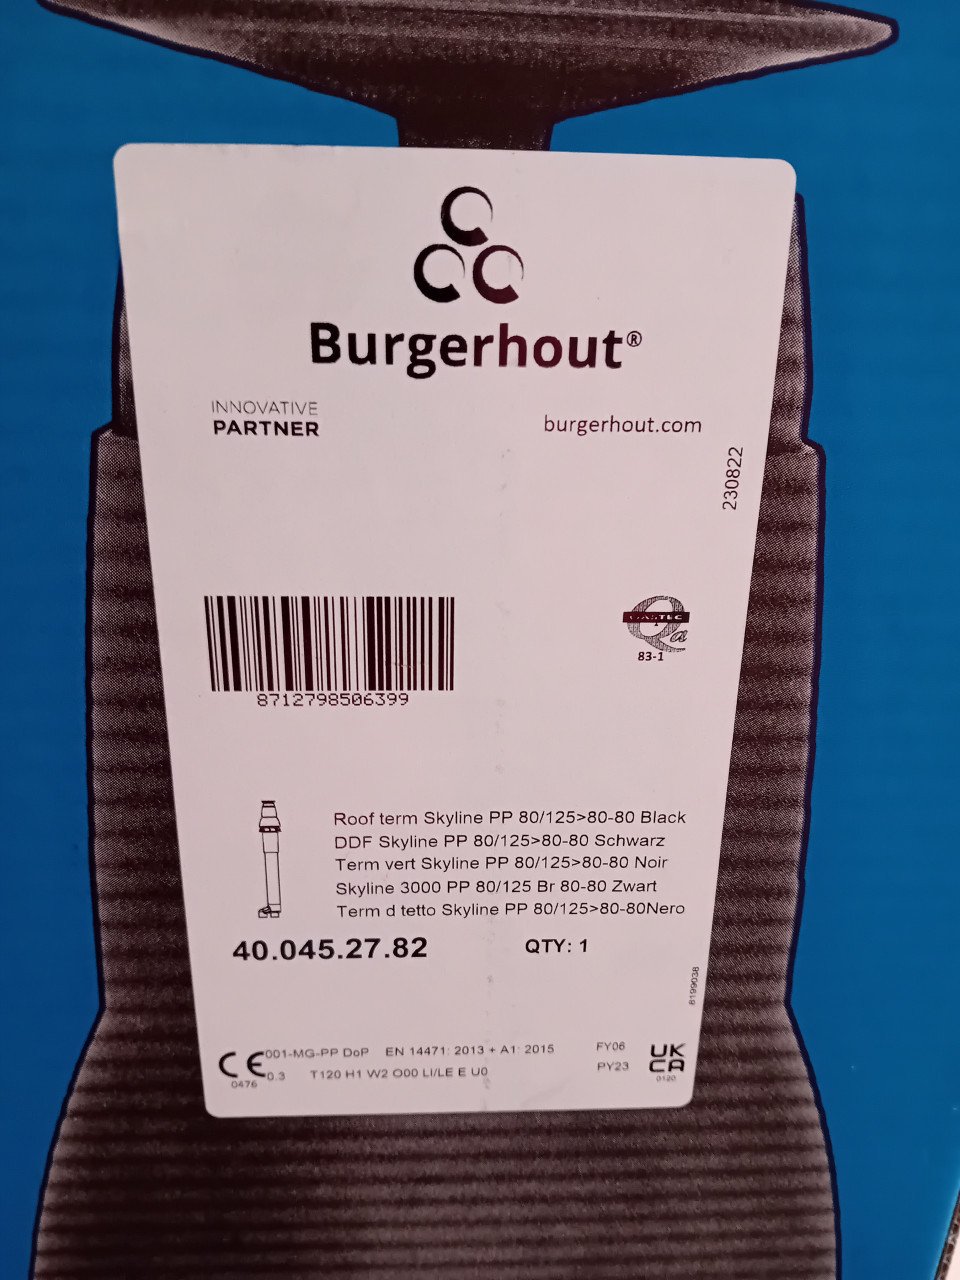 Burgerhout®
INNOVATIVE
PARTNER
burgerhout.com
230822
GASTEC
Qa
83-1
8712798506399
Roof term Skyline PP 80/125>80-80 Black
DDF Skyline PP 80/125>80-80 Schwarz
Term vert Skyline PP 80/125>80-80 Noir
Skyline 3000 PP 80/125 Br 80-80 Zwart
Term d tetto Skyline PP 80/125>80-80Nero
40.045.27.82
QTY: 1
8199038
CE 001-MG-PP DoP EN 14471: 2013 + A1: 2015
0476 0.3 T120 H1 W2 O00 LI/LE E U0
FY06
PY23
UK
CA
0120